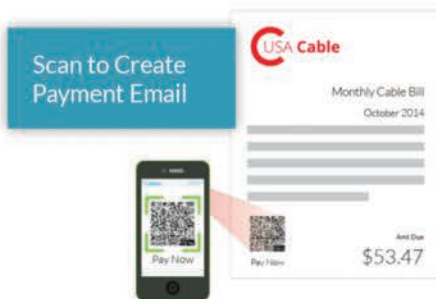 Scan to Create
Payment Email
USA Cable
Monthly Cable Bill
October 2014
Pay Now
Pay Now
Amt Due
$53.47